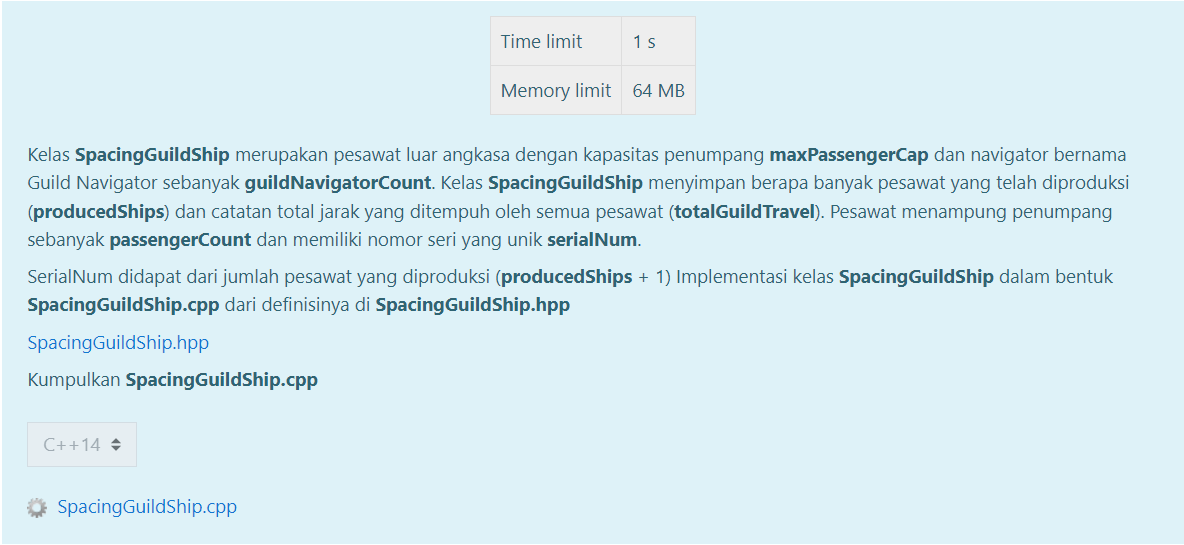 Time limit 1 s
Memory limit 64 MB
Kelas SpacingGuildShip merupakan pesawat luar angkasa dengan kapasitas penumpang maxPassengerCap dan navigator bernama
Guild Navigator sebanyak guildNavigatorCount. Kelas SpacingGuildShip menyimpan berapa banyak pesawat yang telah diproduksi
(producedShips) dan catatan total jarak yang ditempuh oleh semua pesawat (totalGuildTravel). Pesawat menampung penumpang
sebanyak passengerCount dan memiliki nomor seri yang unik serialNum.
SerialNum didapat dari jumlah pesawat yang diproduksi (producedShips + 1) Implementasi kelas SpacingGuildShip dalam bentuk
SpacingGuildShip.cpp dari definisinya di SpacingGuildShip.hpp
SpacingGuildShip.hpp
Kumpulkan SpacingGuildShip.cpp
C++14
SpacingGuildShip.cpp